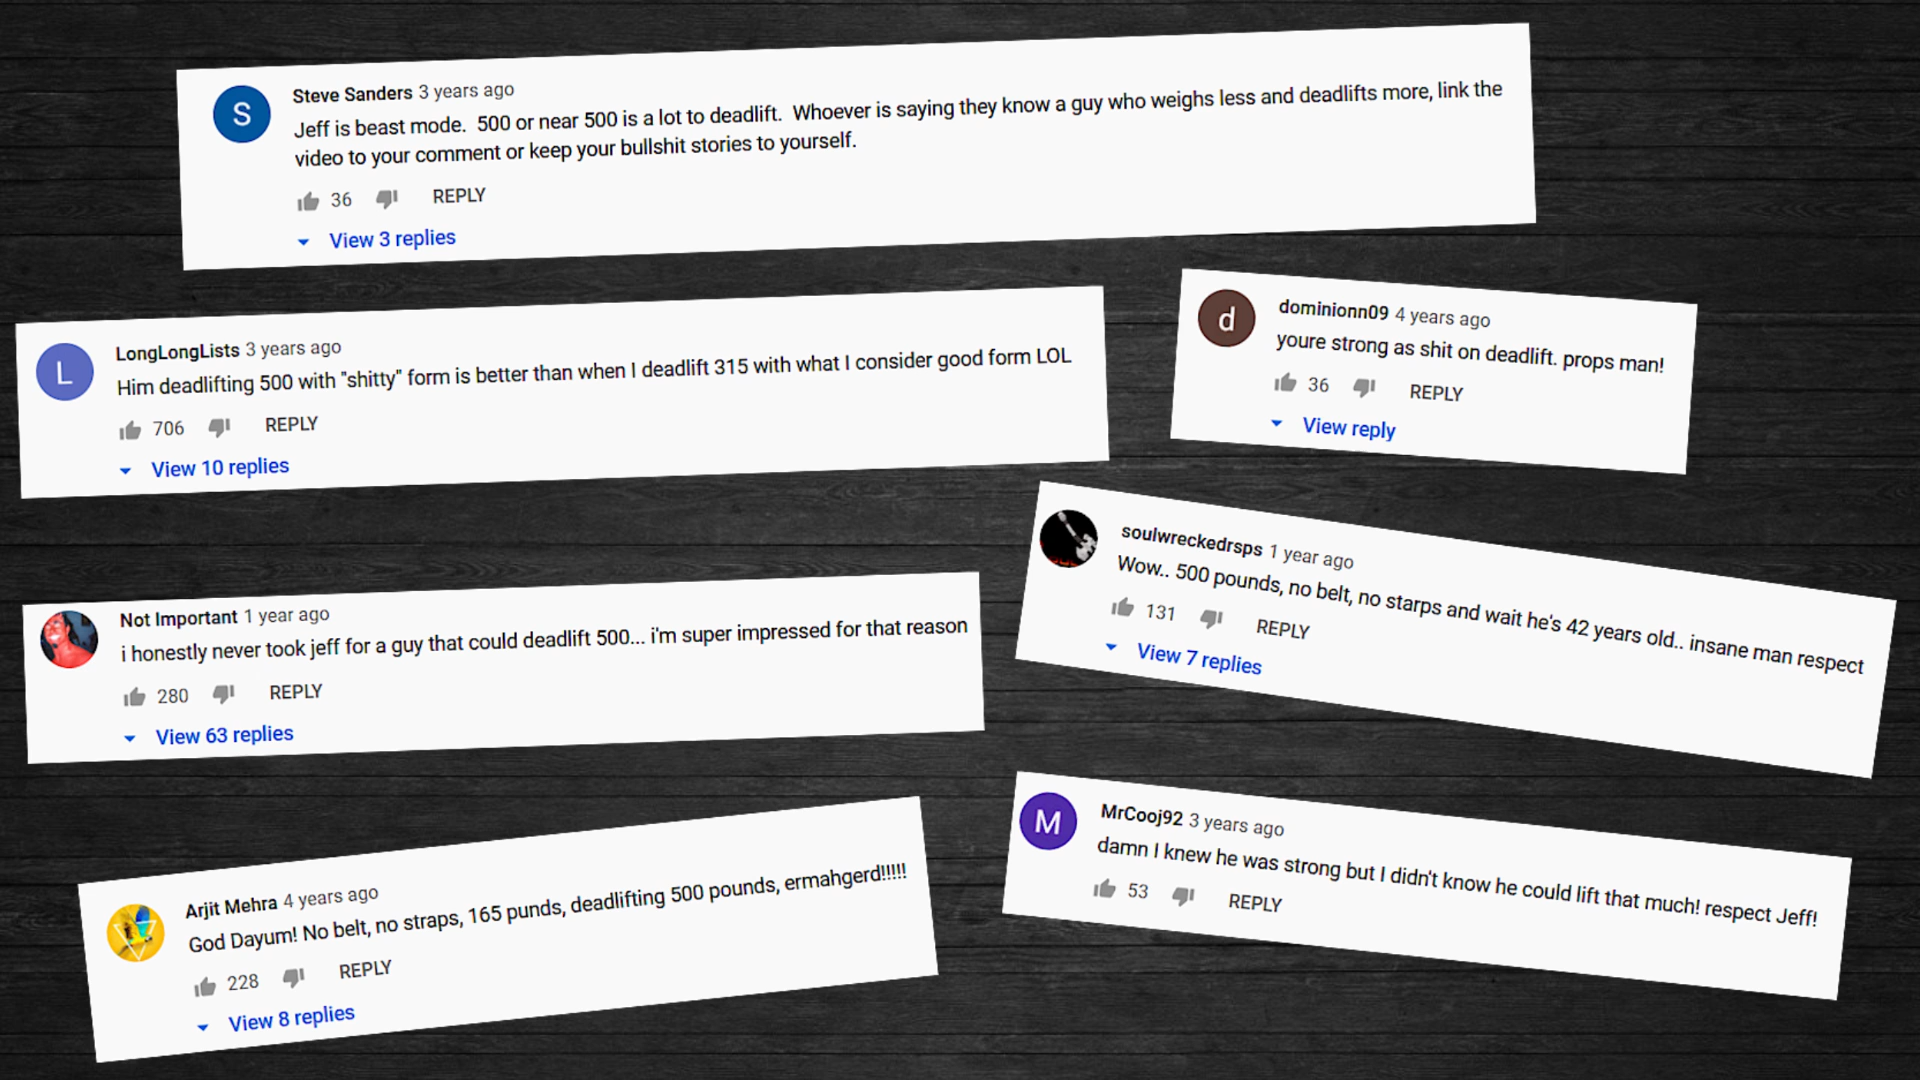 S
Steve Sanders 3 years ago
Jeff is beast mode.  500 or near 500 is a lot to deadlift.  Whoever is saying they know a guy who weighs less and deadlifts more, link the
video to your comment or keep your bullshit stories to yourself.
36 REPLY
View 3 replies
L
LongLongLists 3 years ago
Him deadlifting 500 with "shitty" form is better than when I deadlift 315 with what I consider good form LOL
706 REPLY
View 10 replies
d
dominionn09 4 years ago
youre strong as shit on deadlift. props man!
36 REPLY
View reply
soulwreckedrsps 1 year ago
Wow.. 500 pounds, no belt, no starps and wait he's 42 years old.. insane man respect
131 REPLY
View 7 replies
Not Important 1 year ago
i honestly never took jeff for a guy that could deadlift 500... i'm super impressed for that reason
280 REPLY
View 63 replies
M
MrCooj92 3 years ago
damn I knew he was strong but I didn't know he could lift that much! respect Jeff!
53 REPLY
Arjit Mehra 4 years ago
God Dayum! No belt, no straps, 165 punds, deadlifting 500 pounds, ermahgerd!!!!!
228 REPLY
View 8 replies